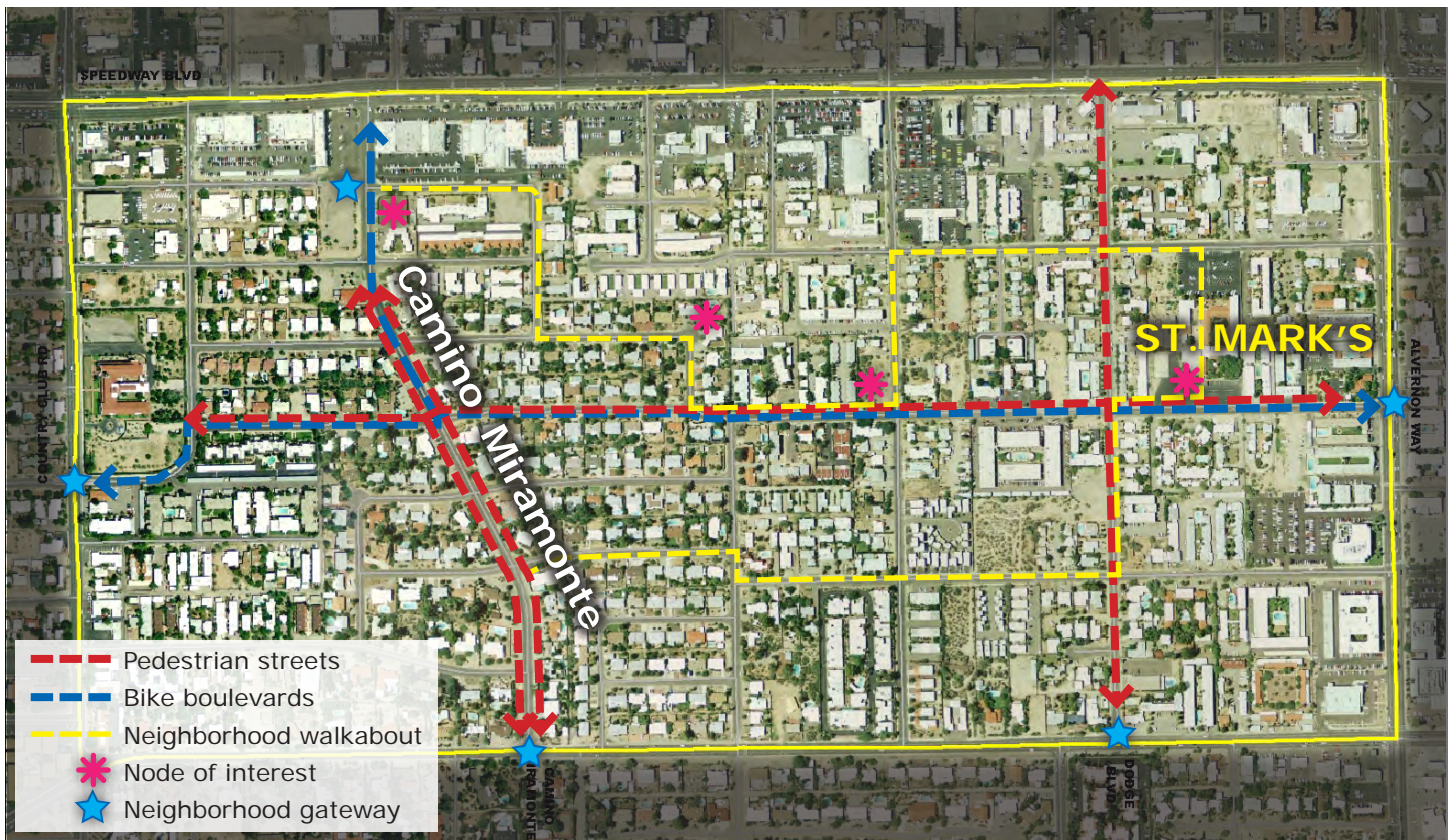 SPEEDWAY BLVD
Camino Miramonte
ST. MARK'S
COUNTRY CLUB RD
ALVERNON WAY
Pedestrian streets
Bike boulevards
Neighborhood walkabout
Node of interest
Neighborhood gateway
CAMINO
DODGE
BLVD